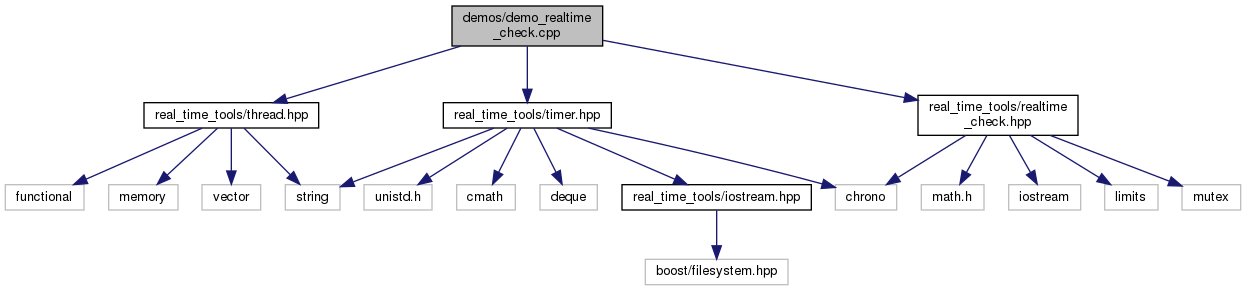 demos/demo_realtime
_check.cpp
real_time_tools/thread.hpp
real_time_tools/timer.hpp
real_time_tools/realtime
_check.hpp
functional
memory
vector
string
unistd.h
cmath
deque
real_time_tools/iostream.hpp
chrono
math.h
iostream
limits
mutex
boost/filesystem.hpp